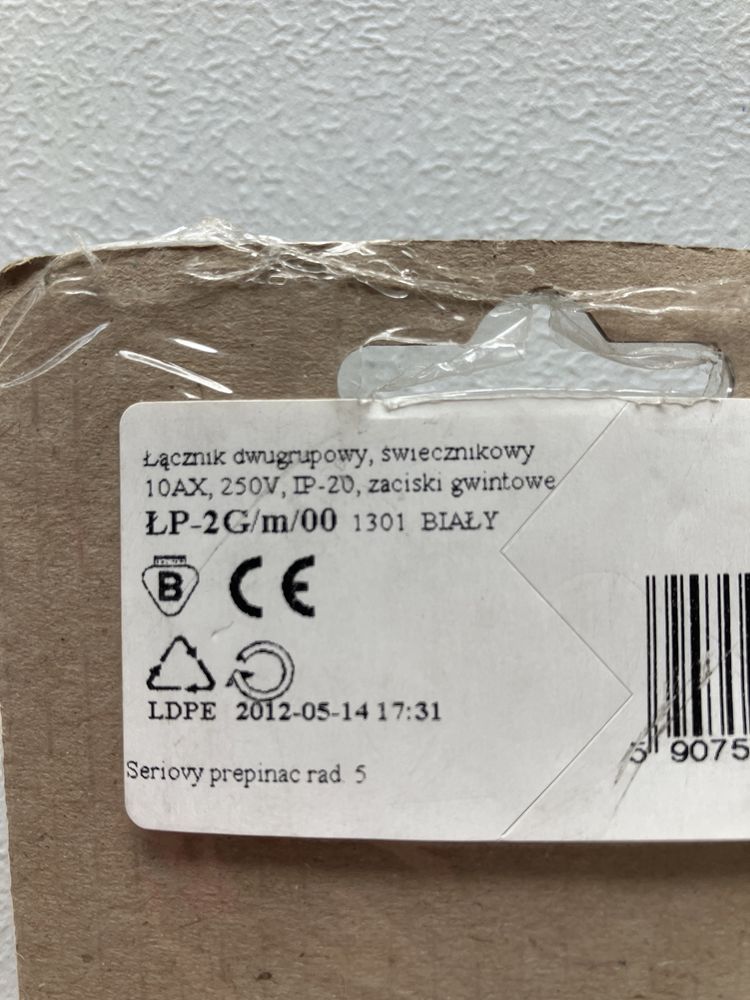 Łącznik dwugrupowy, świecznikowy
10AX, 250V, IP-20, zaciski gwintowe
ŁP-2G/m/00 1301 BIAŁY
B CE
LDPE 2012-05-14 17:31
5 9075
Seriovy prepinac rad. 5